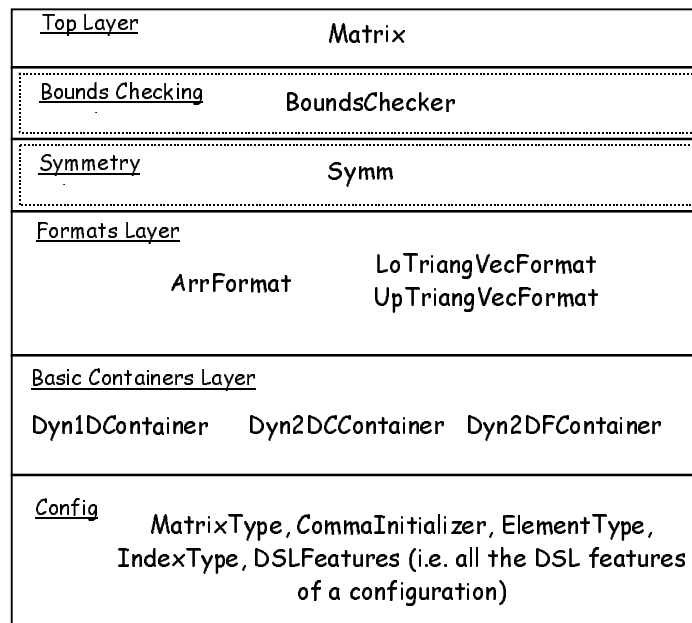 Top Layer
Matrix
Bounds Checking
BoundsChecker
Symmetry
Symm
Formats Layer
ArrFormat
LoTriangVecFormat
UpTriangVecFormat
Basic Containers Layer
Dyn1DContainer Dyn2DCContainer Dyn2DFContainer
Config
MatrixType, CommaInitializer, ElementType,
IndexType, DSLFeatures (i.e. all the DSL features
of a configuration)